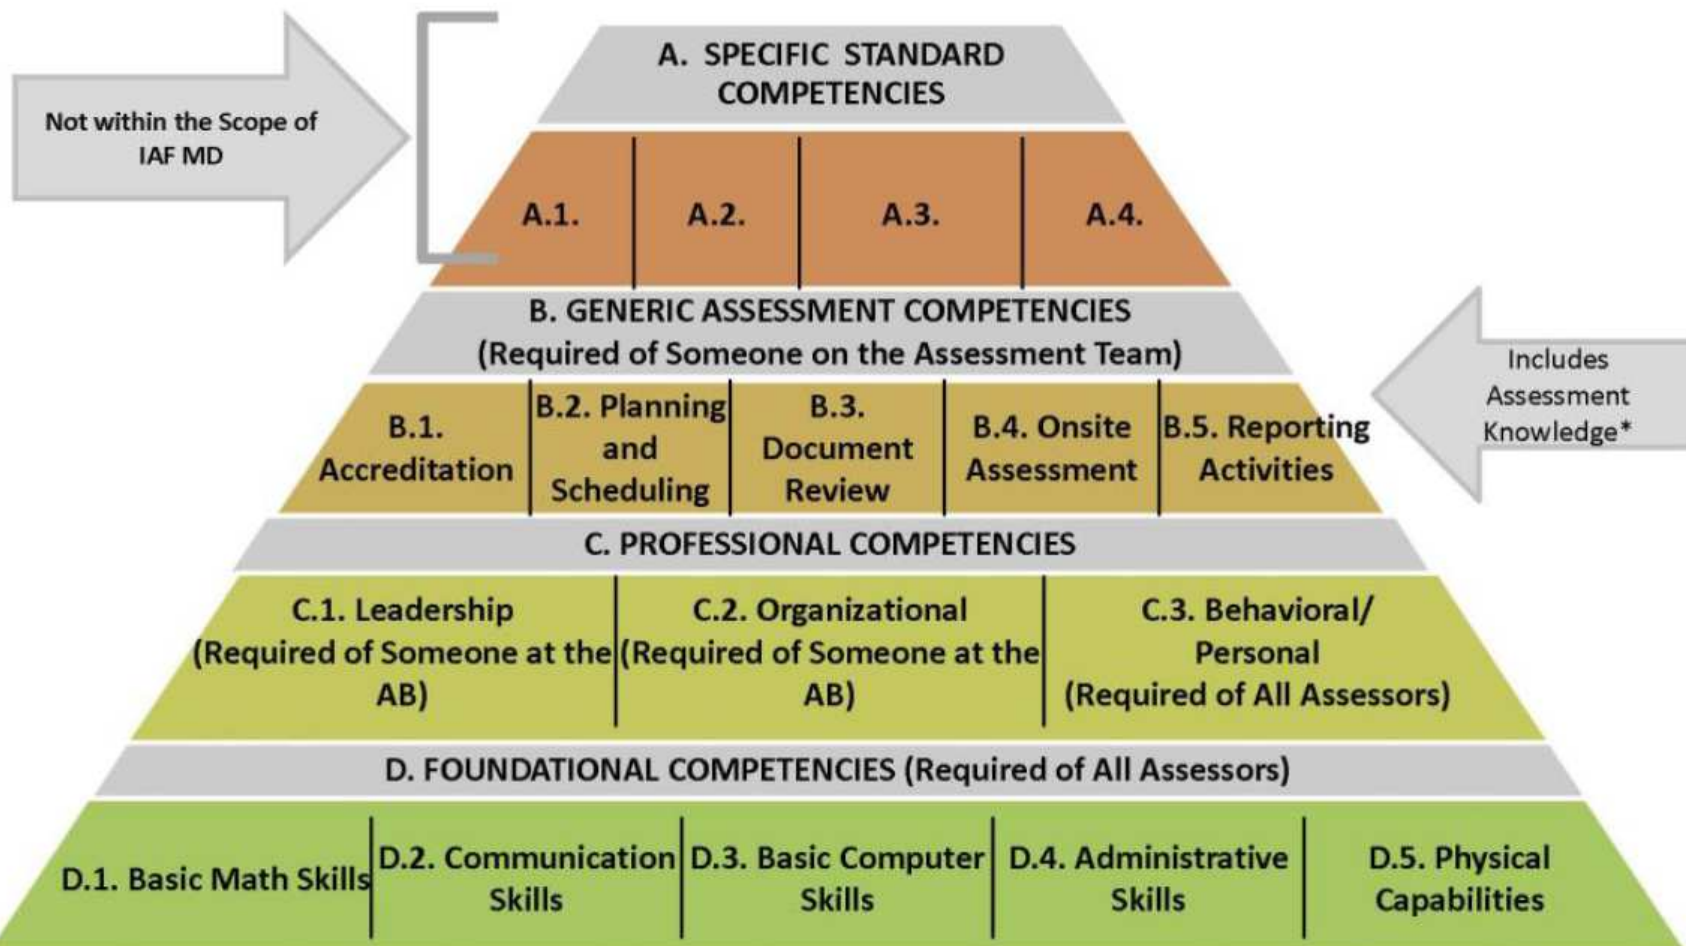 A. SPECIFIC STANDARD
COMPETENCIES
Not within the Scope of
IAF MD
A.1.
A.2.
A.3.
A.4.
B. GENERIC ASSESSMENT COMPETENCIES
(Required of Someone on the Assessment Team)
Includes
Assessment
Knowledge*
B.1.
Accreditation
B.2. Planning
and
Scheduling
B.3.
Document
Review
B.4. Onsite
Assessment
B.5. Reporting
Activities
C. PROFESSIONAL COMPETENCIES
C.1. Leadership
(Required of Someone at the
AB)
C.2. Organizational
(Required of Someone at the
AB)
C.3. Behavioral/
Personal
(Required of All Assessors)
D. FOUNDATIONAL COMPETENCIES (Required of All Assessors)
D.1. Basic Math Skills
D.2. Communication
Skills
D.3. Basic Computer
Skills
D.4. Administrative
Skills
D.5. Physical
Capabilities